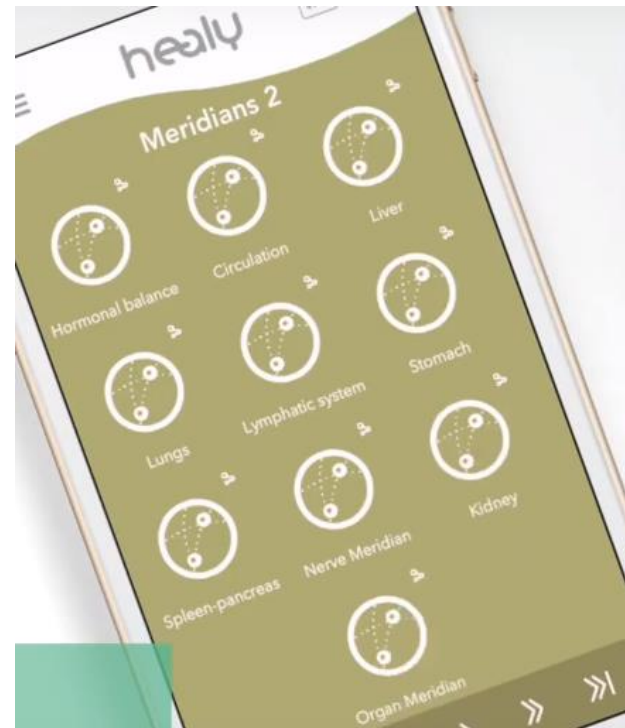 healy
Meridians 2
Hormonal balance
Circulation
Liver
Lungs
Lymphatic system
Stomach
Spleen-pancreas
Nerve Meridian
Kidney
Organ Meridian